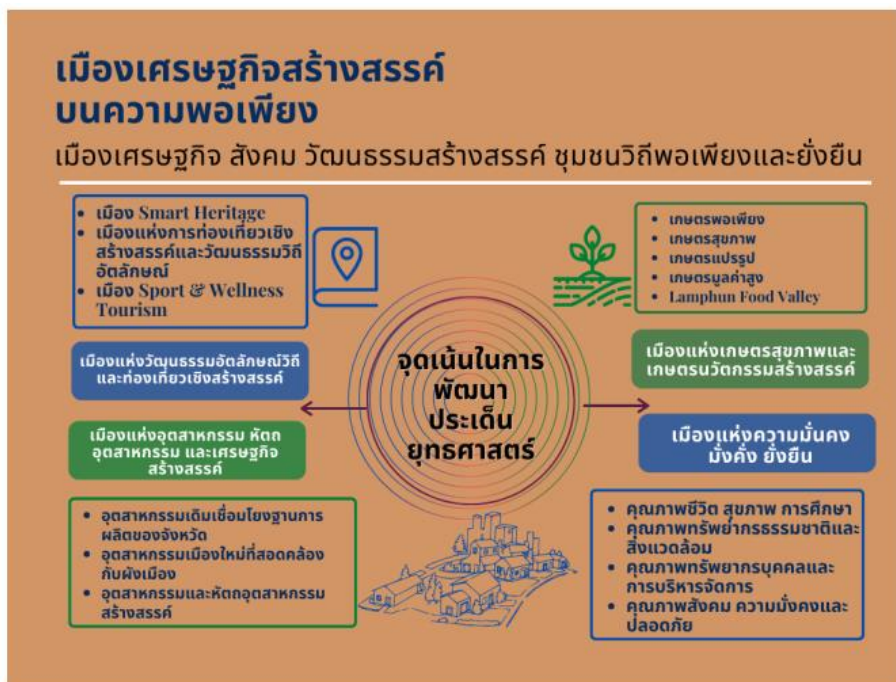 เมืองเศรษฐกิจสร้างสรรค์
บนความพอเพียง
เมืองเศรษฐกิจ สังคม วัฒนธรรมสร้างสรรค์ ชุมชนวิถีพอเพียงและยั่งยืน
• เมือง Smart Heritage
• เมืองแห่งการท่องเที่ยวเชิง
สร้างสรรค์และวัฒนธรรมวิถี
อัตลักษณ์
• เมือง Sport & Wellness
Tourism
• เกษตรพอเพียง
• เกษตรสุขภาพ
• เกษตรแปรรูป
• เกษตรมูลค่าสูง
• Lamphun Food Valley
เมืองแห่งวัฒนธรรมอัตลักษณ์วิถี
และท่องเที่ยวเชิงสร้างสรรค์
จุดเน้นในการ
พัฒนา
ประเด็น
ยุทธศาสตร์
เมืองแห่งเกษตรสุขภาพและ
เกษตรนวัตกรรมสร้างสรรค์
เมืองแห่งอุตสาหกรรม หัตถ
อุตสาหกรรม และเศรษฐกิจ
สร้างสรรค์
เมืองแห่งความมั่นคง
มั่งคั่ง ยั่งยืน
• อุตสาหกรรมเดิมเชื่อมโยงฐานการ
ผลิตของจังหวัด
• อุตสาหกรรมเมืองใหม่ที่สอดคล้อง
กับผังเมือง
• อุตสาหกรรมและหัตถอุตสาหกรรม
สร้างสรรค์
• คุณภาพชีวิต สุขภาพ การศึกษา
• คุณภาพทรัพยากรธรรมชาติและ
สิ่งแวดล้อม
• คุณภาพทรัพยากรบุคคลและ
การบริหารจัดการ
• คุณภาพสังคม ความมั่งคงและ
ปลอดภัย